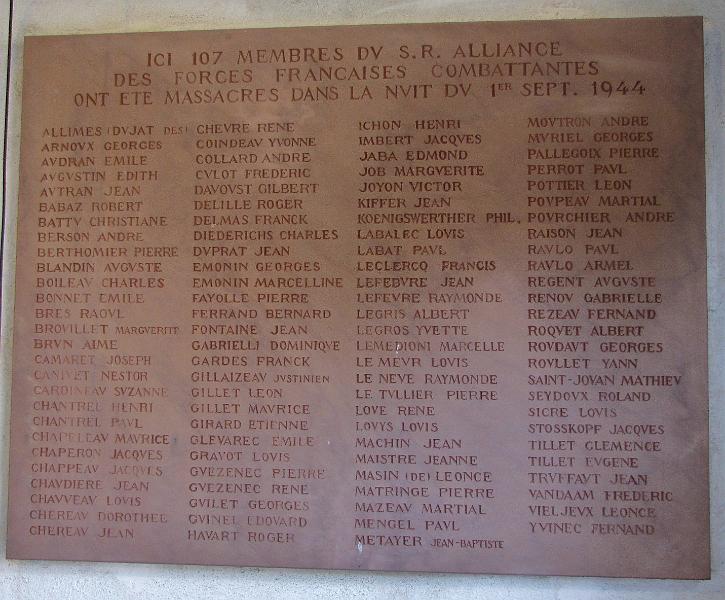 ICI 107 MEMBRES DV S.R. ALLIANCE
DES FORCES FRANCAISES COMBATTANTES
ONT ETE MASSACRES DANS LA NVIT DV 1ER SEPT. 1944
ALLIMES (DVJAT DES)
ARNOVX GEORGES
AVDRAN EMILE
AVGVSTIN EDITH
AVTRAN JEAN
BABAZ ROBERT
BATTV CHRISTIANE
BERSON ANDRE
BERTHOMIER PIERRE
BLANDIN AVGVSTE
BOILEAV CHARLES
BONNET EMILE
BRES RAOVL
BROVILLET MARGVERITE
BRVN AIME
CAMARET JOSEPH
CANIVET NESTOR
CARDINEAV SVZANNE
CHANTREL HENRI
CHANTREL PAVL
CHAPELEAV MAVRICE
CHAPERON JACQVES
CHAPPEAV JACQVES
CHAVDIERE JEAN
CHAVVEAV LOVIS
CHEREAV DOROTHEE
CHEREAV JEAN
CHEVRE RENE
COINDEAV YVONNE
COLLARD ANDRE
CVLOT FREDERIC
DAVOVST GILBERT
DELILLE ROGER
DELMAS FRANCK
DIEDERICHS CHARLES
DVPRAT JEAN
EMONIN GEORGES
EMONIN MARCELLINE
FAYOLLE PIERRE
FERRAND BERNARD
FONTAINE JEAN
GABRIELLI DOMINIQVE
GARDES FRANCK
GILLAIZEAV JVSTINIEN
GILLET LEON
GILLET MAVRICE
GIRARD ETIENNE
GLEVAREC EMILE
GRAVOT LOVIS
GVEZENEC PIERRE
GVEZENEC RENE
GVILET GEORGES
GVINEL EDOVARD
HAVART ROGER
ICHON HENRI
IMBERT JACQVES
JABA EDMOND
JOB MARGVERITE
JOYON VICTOR
KIFFER JEAN
KOENIGSWERTHER PHIL.
LABALEC LOVIS
LABAT PAVL
LECLERCQ FRANCIS
LEFEBVRE JEAN
LEFEVRE RAYMONDE
LEGRIS ALBERT
LEGROS YVETTE
LEMEDIONI MARCELLE
LE MEVR LOVIS
LE NEVE RAYMONDE
LE TVLLIER PIERRE
LOVE RENE
LOVYS LOVIS
MACHIN JEAN
MAISTRE JEANNE
MASIN (DE) LEONCE
MATRINGE PIERRE
MAZEAV MARTIAL
MENGEL PAVL
METAYER JEAN-BAPTISTE
MOVTRON ANDRE
MVRIEL GEORGES
PALLEGOIX PIERRE
PERROT PAVL
POTTIER LEON
POVPEAV MARTIAL
POVRCHIER ANDRE
RAISON JEAN
RAVLO PAVL
RAVLO ARMEL
REGENT AVGVSTE
RENOV GABRIELLE
REZEAV FERNAND
ROQVET ALBERT
ROVDAVT GEORGES
ROVLLET YANN
SAINT-JOVAN MATHIEV
SEYDOVX ROLAND
SICRE LOVIS
STOSSKOPF JACQVES
TILLET CLEMENCE
TILLET EVGENE
TRVFFAVT JEAN
VANDAAM FREDERIC
VIELJEVX LEONCE
YVINEC FERNAND